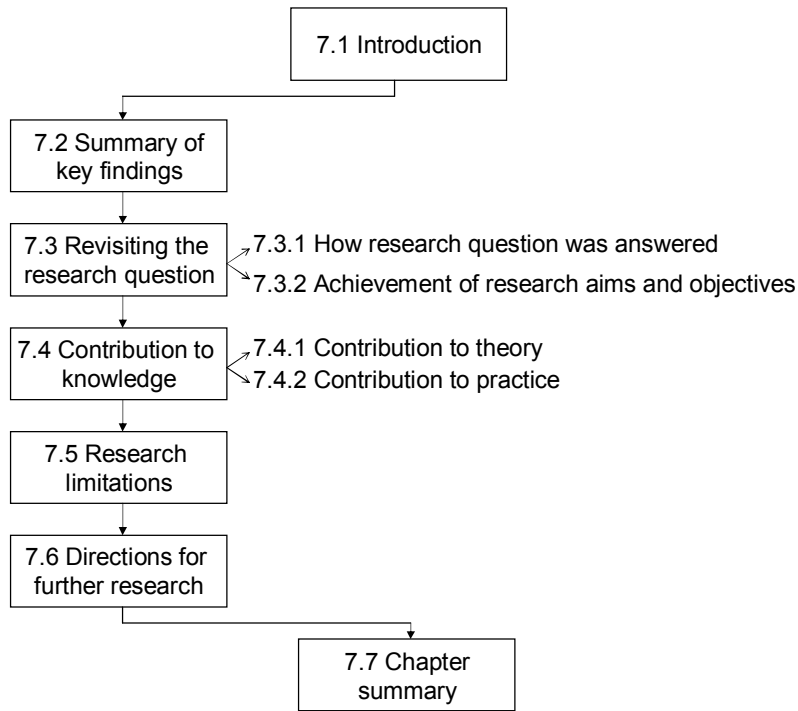 7.1 Introduction
7.2 Summary of
key findings
7.3 Revisiting the
research question
7.3.1 How research question was answered
7.3.2 Achievement of research aims and objectives
7.4 Contribution to
knowledge
7.4.1 Contribution to theory
7.4.2 Contribution to practice
7.5 Research
limitations
7.6 Directions for
further research
7.7 Chapter
summary